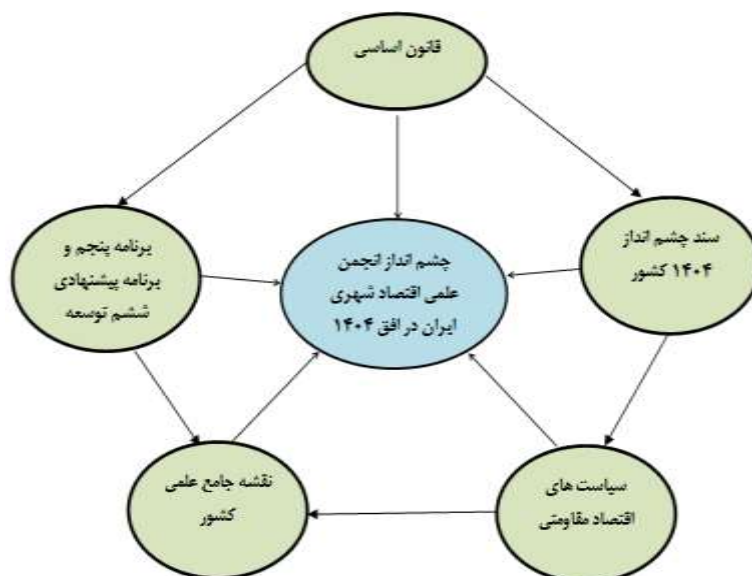 قانون اساسی
سند چشم انداز
۱۴۰۴ کشور
برنامه پنجم و
برنامه پیشنهادی
ششم توسعه
چشم انداز انجمن
علمی اقتصاد شهری
ایران در افق ۱۴۰۴
سیاست های
اقتصاد مقاومتی
نقشه جامع علمی
کشور